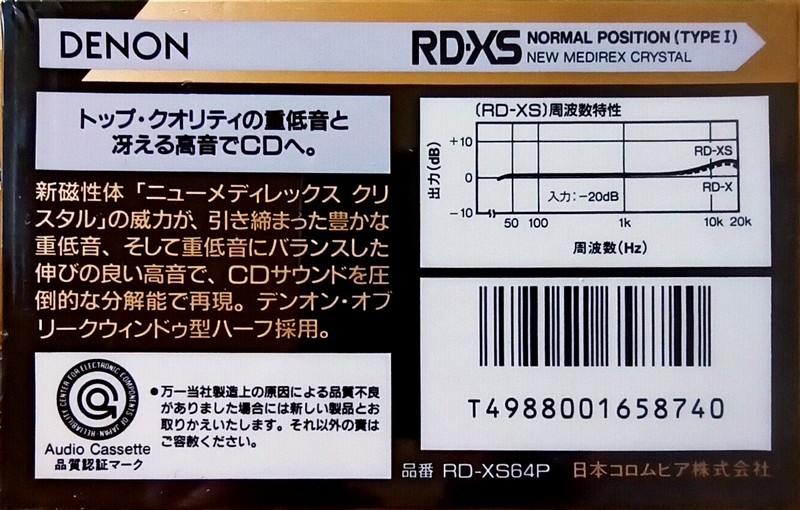 DENON
RD-XS NORMAL POSITION (TYPE I)
NEW MEDIREX CRYSTAL
トップ・クオリティの重低音と
冴える高音でCDへ。
新磁性体「ニューメディレックス クリ
スタル」の威力が、引き締まった豊かな
重低音、そして重低音にバランスした
伸びの良い高音で、CDサウンドを圧
倒的な分解能で再現。デンオン・オブ
リークウィンドゥ型ハーフ採用。
RELIABILITY CENTER FOR ELECTRONIC COMPONENTS OF JAPAN
Audio Cassette
品質認証マーク
●万一当社製造上の原因による品質不良
がありました場合には新しい製品とお
取りかえいたします。それ以外の責は
ご容赦ください。
(RD-XS)周波数特性
出力(dB)
+10
0
-10
RD-XS
RD-X
入力:-20dB
50 100 1k 10k 20k
周波数(Hz)
T4988001658740
品番 RD-XS64P 日本コロムビア株式会社